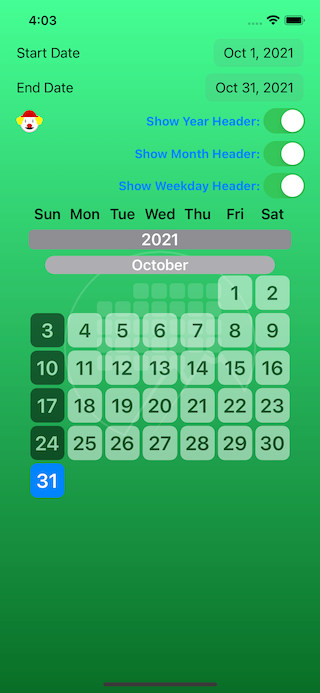 4:03
Start Date Oct 1, 2021
End Date Oct 31, 2021
Show Year Header:
Show Month Header:
Show Weekday Header:
Sun Mon Tue Wed Thu Fri Sat
2021
October
1 2
3 4 5 6 7 8 9
10 11 12 13 14 15 16
17 18 19 20 21 22 23
24 25 26 27 28 29 30
31